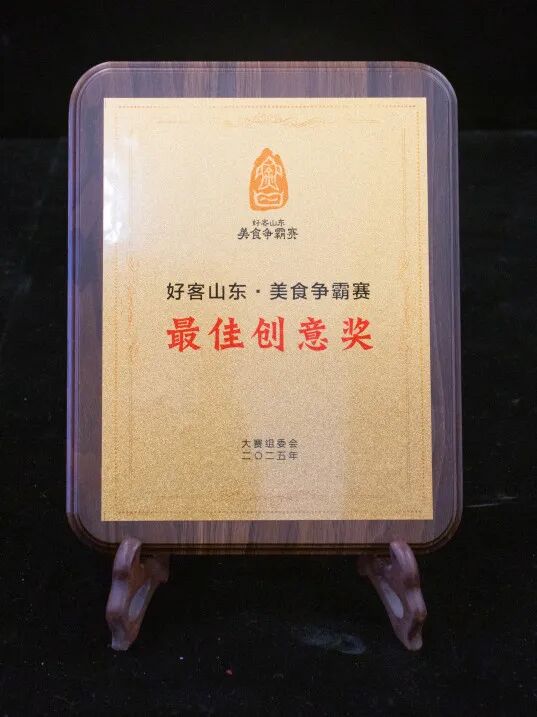 好客山东
美食争霸赛
好客山东·美食争霸赛
最佳创意奖
大赛组委会
二〇二五年